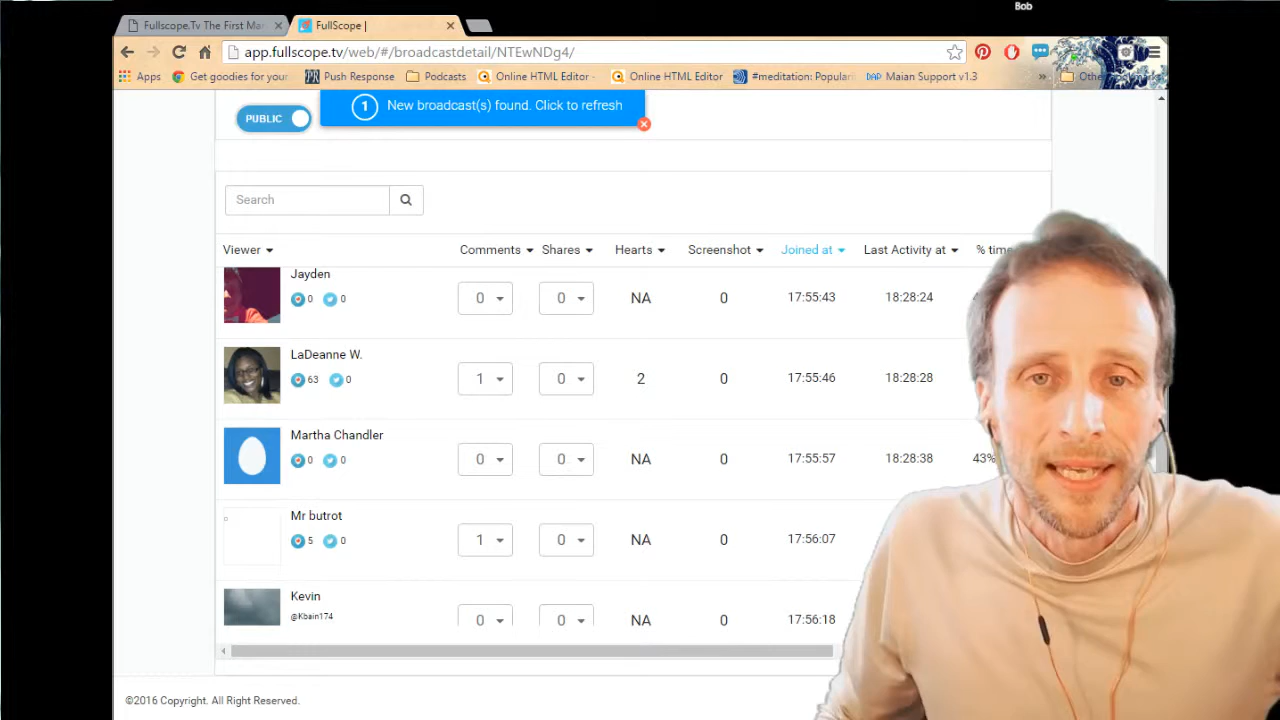 Bob
Fullscope.Tv The First Mar
FullScope |
app.fullscope.tv/web/#/broadcastdetail/NTEwNDg4/
Apps
Get goodies for your
PR
Push Response
Podcasts
Online HTML Editor -
Online HTML Editor
#meditation: Populari
DAD
Maian Support v1.3
»
PUBLIC
1
New broadcast(s) found. Click to refresh
Search
Viewer Comments Shares Hearts Screenshot Joined at Last Activity at % time
Jayden
0 0
0 0 NA 0 17:55:43 18:28:24
LaDeanne W.
63 0
1 0 2 0 17:55:46 18:28:28
Martha Chandler
0 0
0 0 NA 0 17:55:57 18:28:38 43%
Mr butrot
5 0
1 0 NA 0 17:56:07
Kevin
@Kbain174
0 0 NA 0 17:56:18
©2016 Copyright. All Right Reserved.